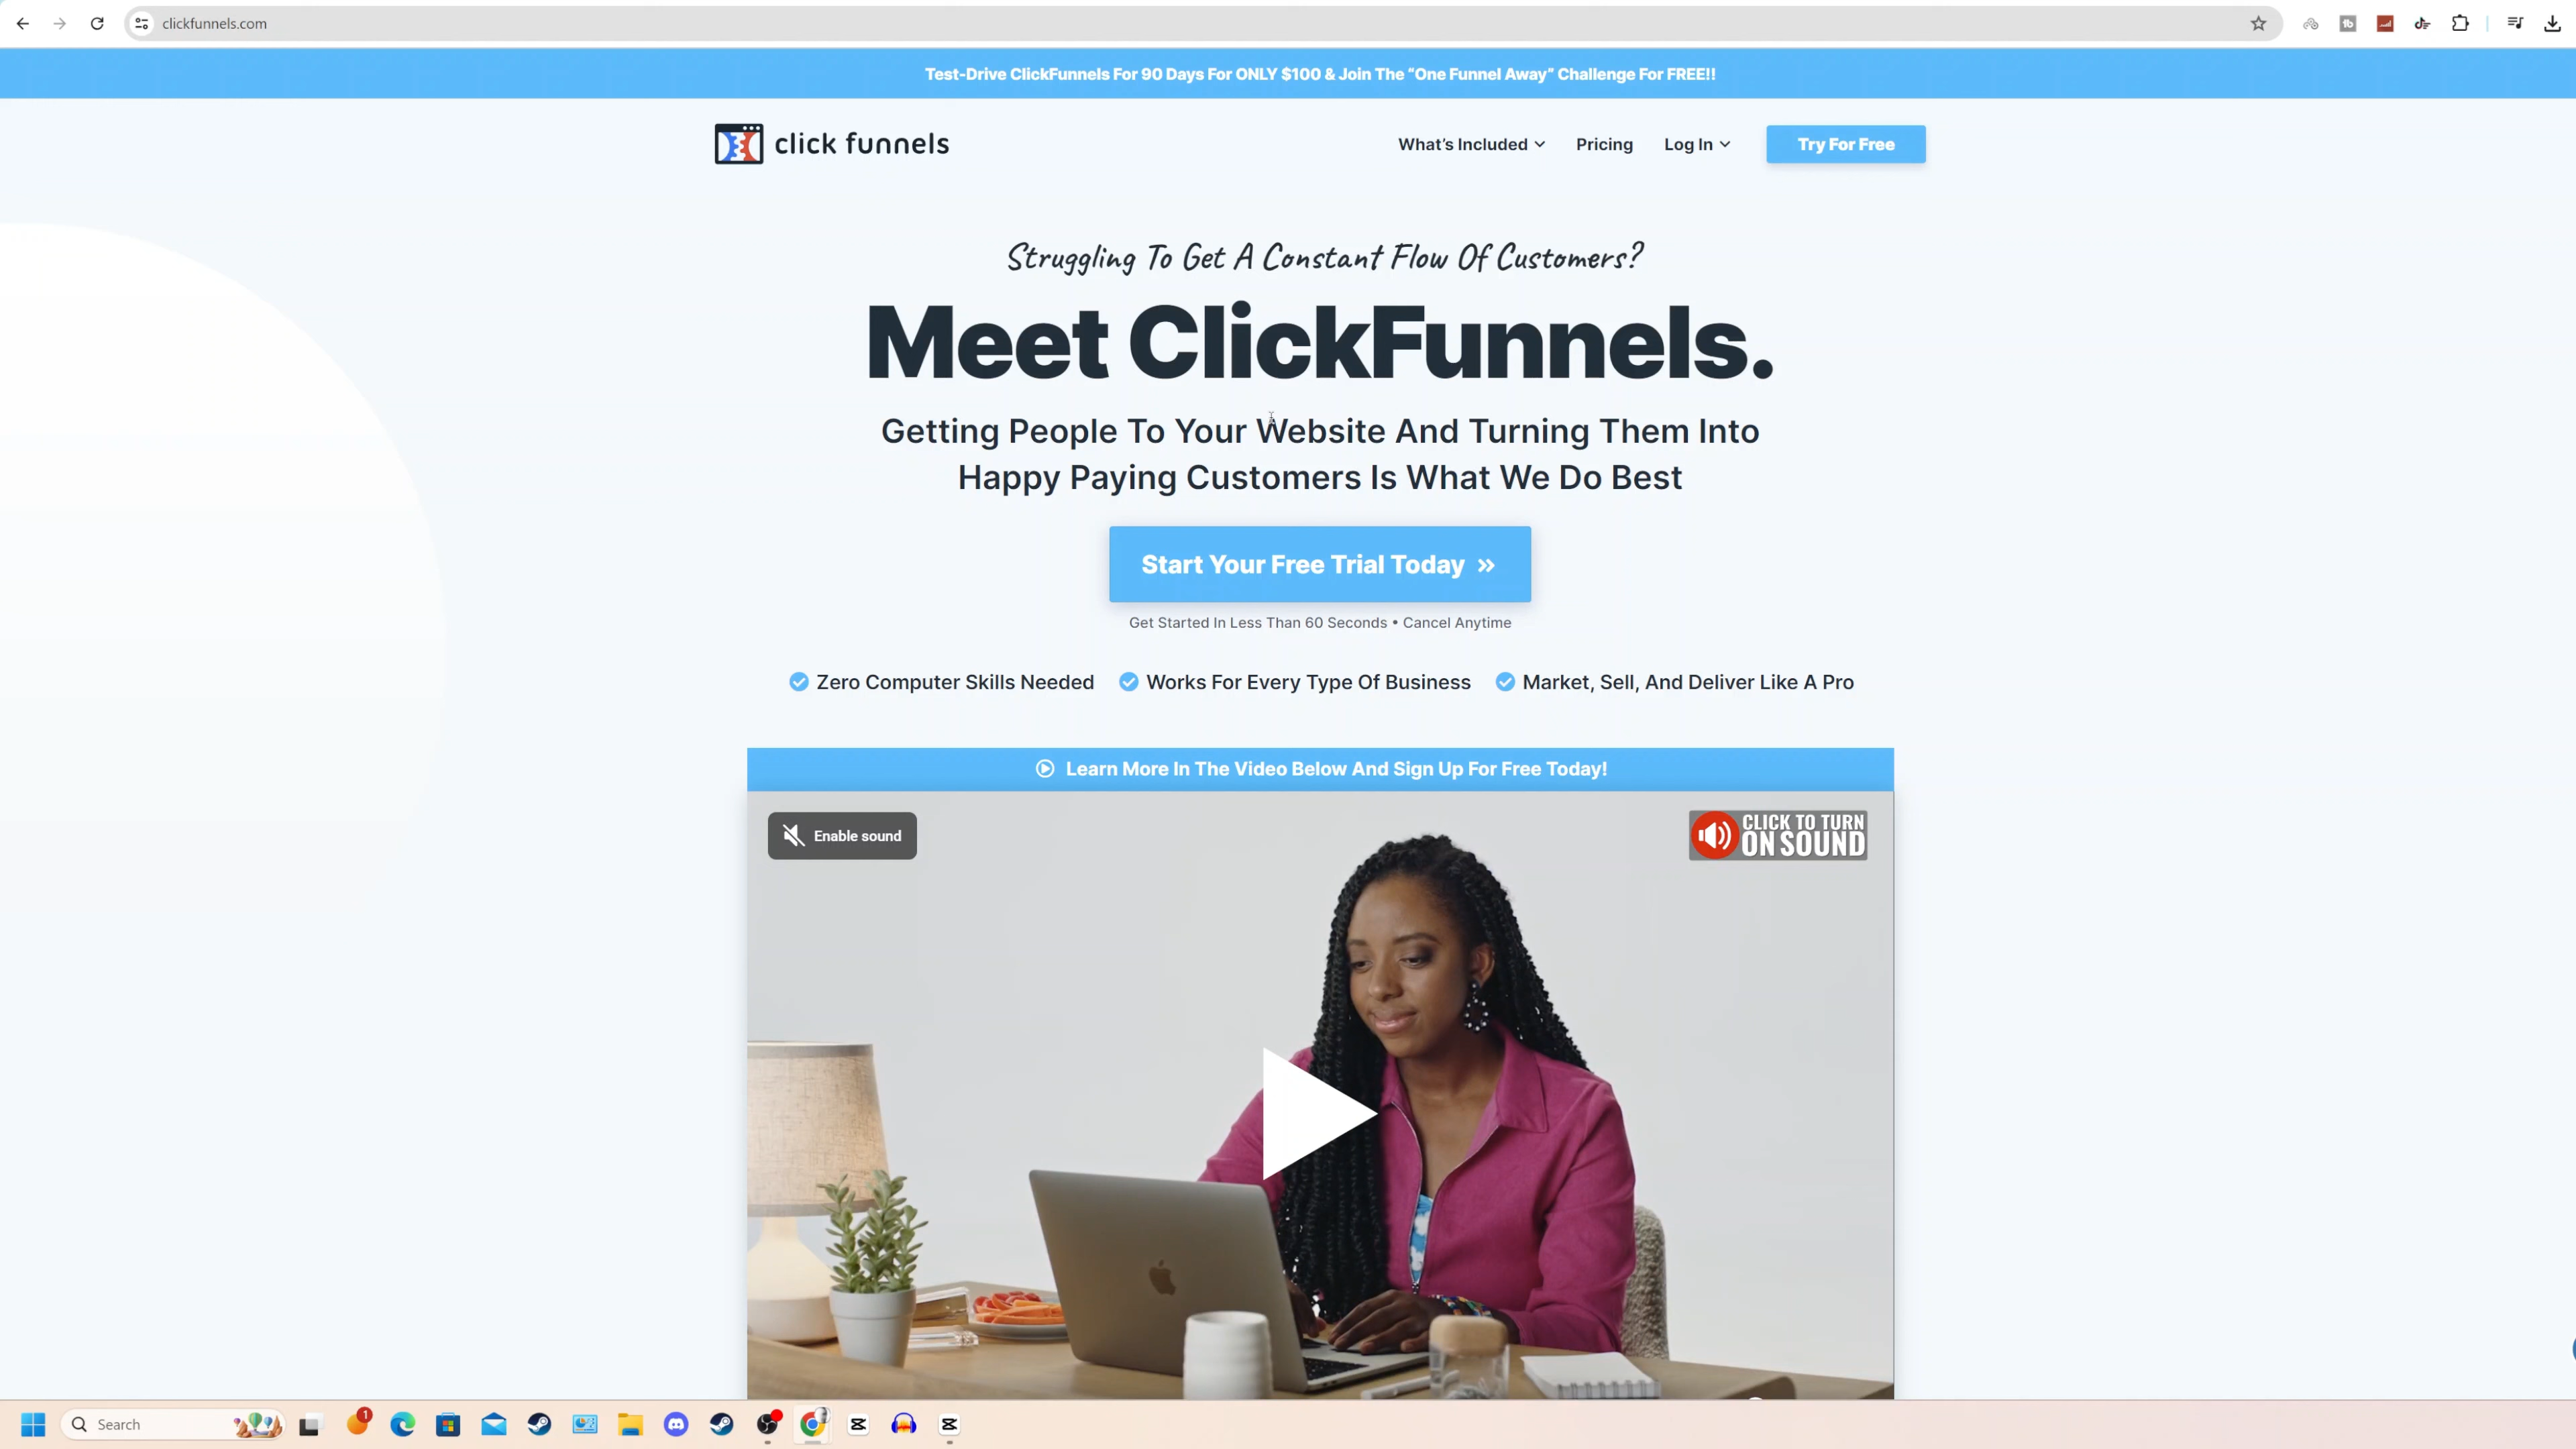 clickfunnels.com
Test-Drive ClickFunnels For 90 Days For ONLY $100 & Join The "One Funnel Away" Challenge For FREE!!
click funnels
What's Included
Pricing
Log In
Try For Free
Struggling To Get A Constant Flow Of Customers?
Meet ClickFunnels.
Getting People To Your Website And Turning Them Into
Happy Paying Customers Is What We Do Best
Start Your Free Trial Today »
Get Started In Less Than 60 Seconds • Cancel Anytime
Zero Computer Skills Needed
Works For Every Type Of Business
Market, Sell, And Deliver Like A Pro
Learn More In The Video Below And Sign Up For Free Today!
Enable sound
CLICK TO TURN
ON SOUND
Search
1